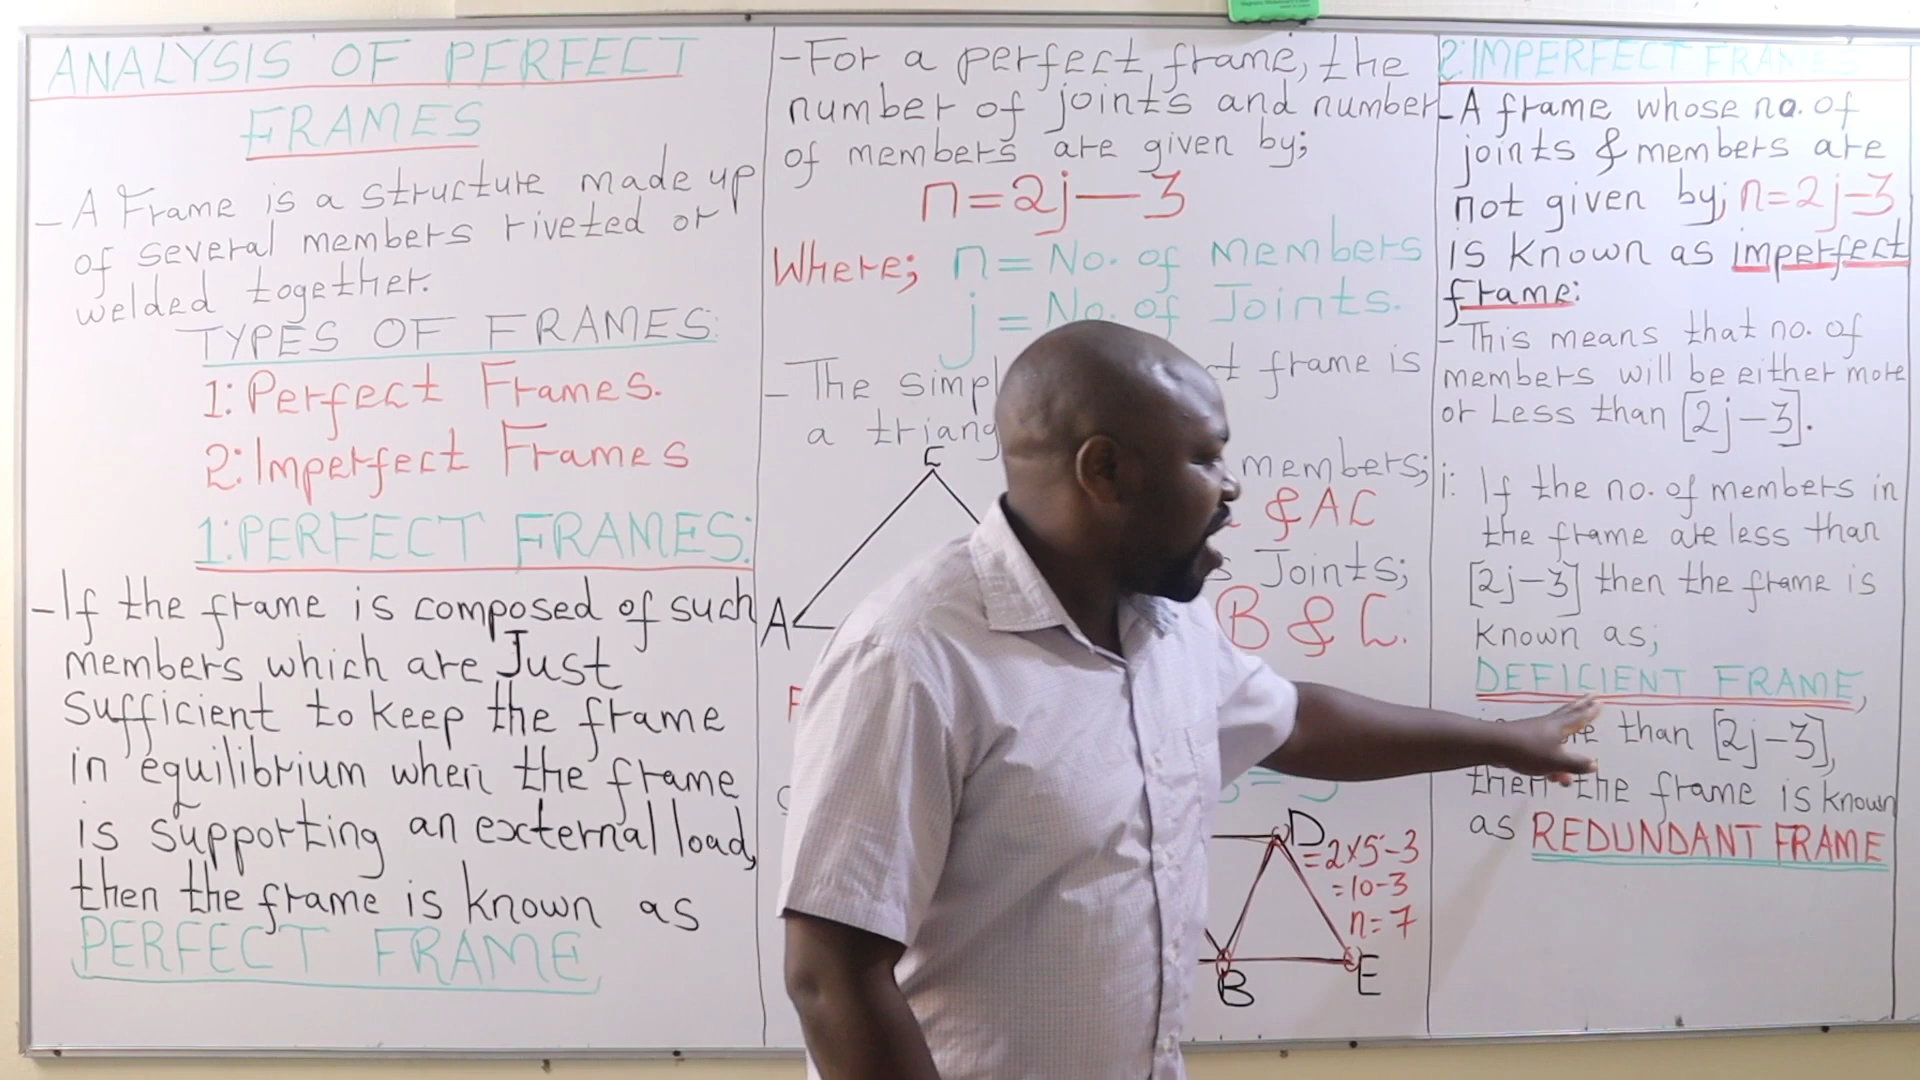 ANALYSIS OF PERFECT
FRAMES
- A Frame is a structure made up
of several members riveted or
welded together.
TYPES OF FRAMES:
1: Perfect Frames.
2: Imperfect Frames
1: PERFECT FRAMES:
- If the frame is composed of such
members which are Just
sufficient to keep the frame
in equilibrium when the frame
is supporting an external load,
then the frame is known as
PERFECT FRAME
- For a perfect frame, the
number of joints and number
of members are given by;
n = 2j - 3
Where; n = No. of Members
j = No. of Joints.
- The frame is
a
members;
& AC
Joints;
B & C.
C
A
D
= 2x5-3
= 10-3
n = 7
B
E
2: IMPERFECT FRAMES
- A frame whose no. of
joints & members are
not given by; n = 2j-3
is known as imperfect
frame:
- This means that no. of
members will be either more
or Less than [2j-3].
i: If the no. of members in
the frame are less than
[2j-3] then the frame is
known as;
DEFICIENT FRAME,
than [2j-3],
then the frame is known
as REDUNDANT FRAME